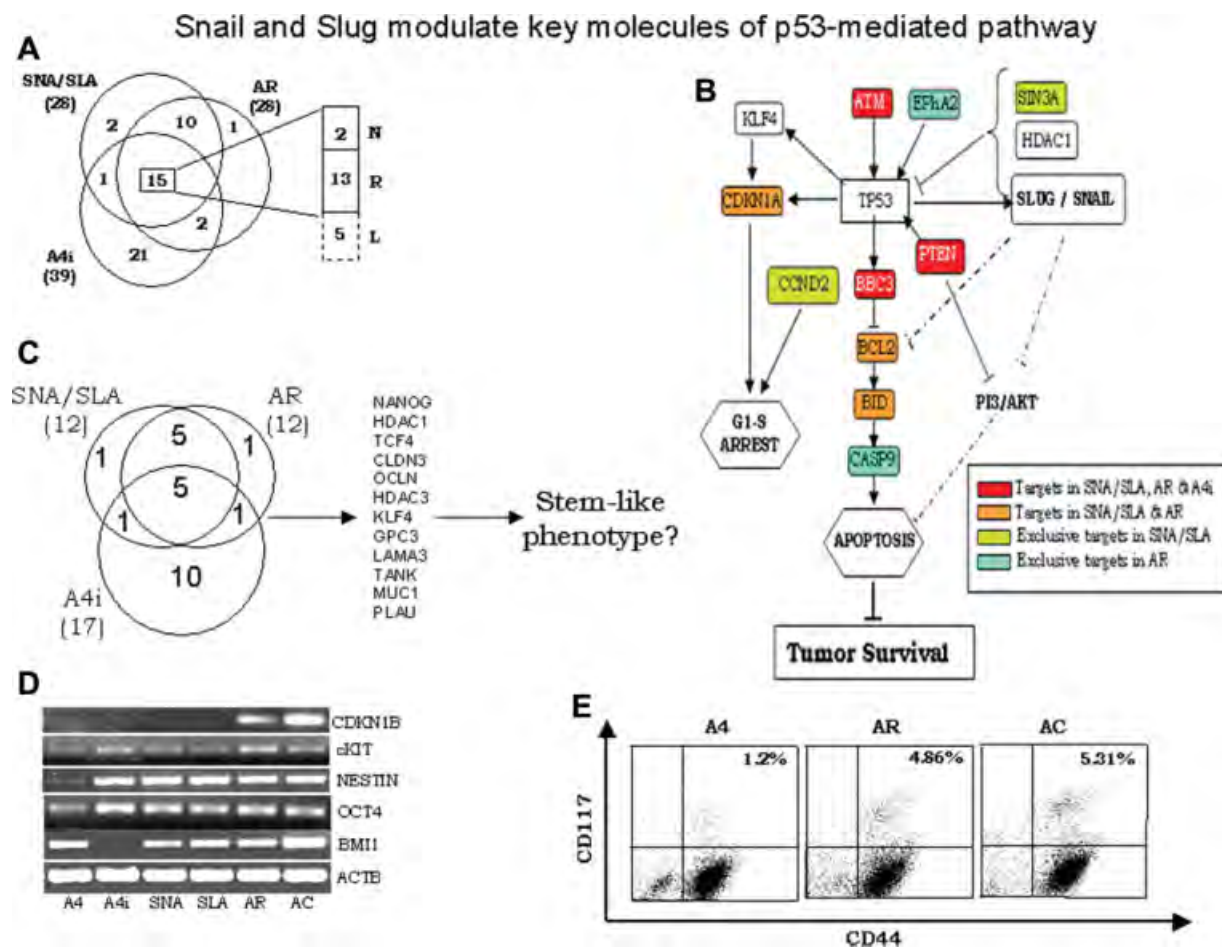 Snail and Slug modulate key molecules of p53-mediated pathway
A
SNA/SLA
(28)
AR
(28)
2
10
1
1
15
2
21
A4i
(39)
2 N
13 R
5 L
B
KLF4
ATM
EPhA2
SIN3A
HDAC1
CDKN1A
TP53
SLUG / SNAIL
PTEN
CCND2
BBC3
BCL2
BID
PI3/AKT
G1-S
ARREST
CASP9
APOPTOSIS
Tumor Survival
Targets in SNA/SLA, AR & A4i
Targets in SNA/SLA & AR
Exclusive targets in SNA/SLA
Exclusive targets in AR
C
SNA/SLA
(12)
AR
(12)
1
5
1
5
1
1
10
A4i
(17)
NANOG
HDAC1
TCF4
CLDN3
OCLN
HDAC3
KLF4
GPC3
LAMA3
TANK
MUC1
PLAU
Stem-like
phenotype?
D
CDKN1B
cKIT
NESTIN
OCT4
BMI1
ACTB
A4 A4i SNA SLA AR AC
E
A4 AR AC
1.2% 4.86% 5.31%
CD117
CD44